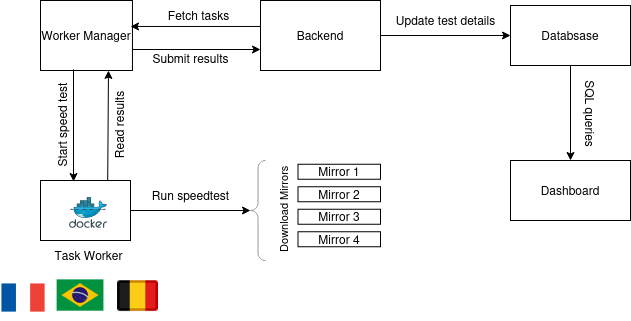 Fetch tasks
Update test details
Worker Manager
Backend
Databsase
Submit results
Start speed test
Read results
SQL queries
Run speedtest
Download Mirrors
Mirror 1
Mirror 2
Mirror 3
Mirror 4
Dashboard
docker
Task Worker